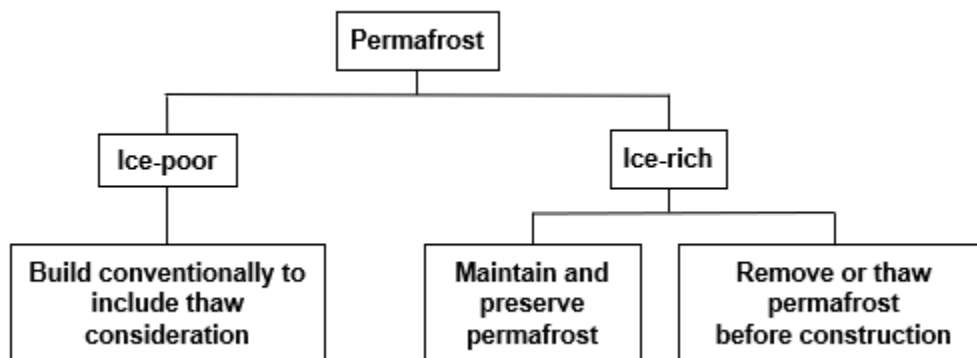 Permafrost
Ice-poor
Ice-rich
Build conventionally to
include thaw
consideration
Maintain and
preserve
permafrost
Remove or thaw
permafrost
before construction